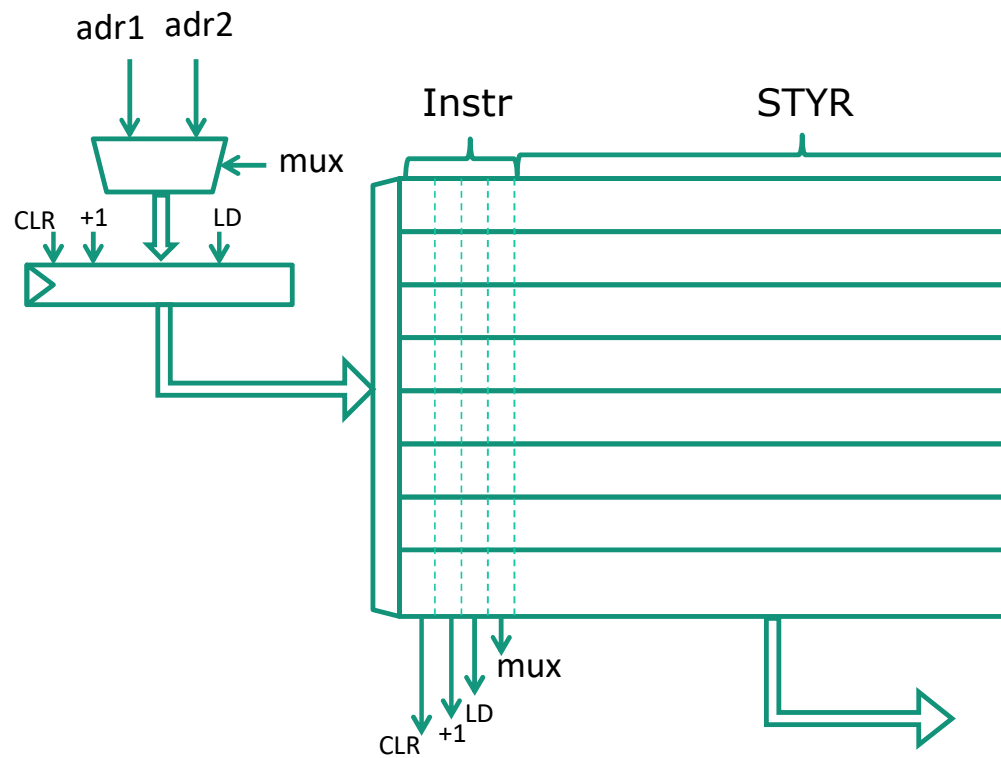 adr1 adr2
Instr STYR
mux
CLR +1 LD
mux
LD
+1
CLR